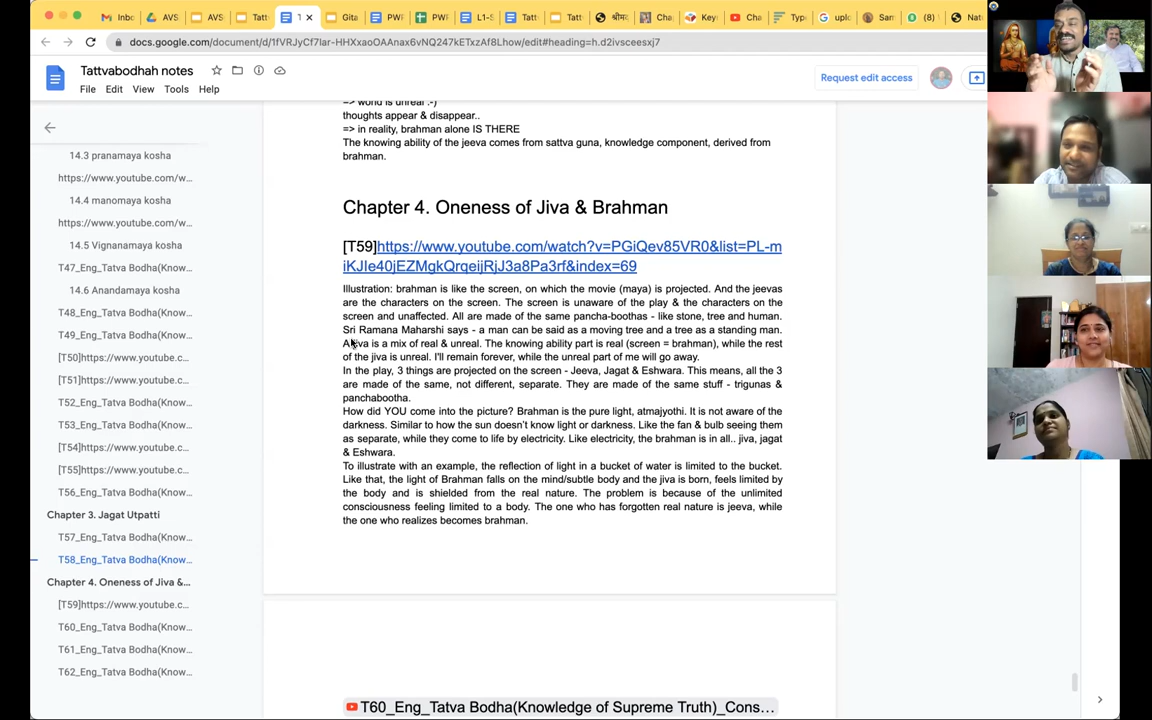 Inbo
AVS
AVS
Tatt
T
Gita
PWF
PWF
L1-5
Tatt
Tatt
श्रीम
Cha
Key
Cha
Type
uplo
San
(8)
Nat
docs.google.com/document/d/1fVRJyCf7Iar-HHXxaoOAAnax6vNQ247kETxzAf8Lhow/edit#heading=h.d2ivsceesxj7
Tattvabodhah notes
File Edit View Tools Help
Request edit access
14.3 pranamaya kosha
https://www.youtube.com/w...
14.4 manomaya kosha
https://www.youtube.com/w...
14.5 Vignanamaya kosha
T47_Eng_Tatva Bodha(Know...
14.6 Anandamaya kosha
T48_Eng_Tatva Bodha(Know...
T49_Eng_Tatva Bodha(Know...
[T50]https://www.youtube.c...
[T51]https://www.youtube.c...
T52_Eng_Tatva Bodha(Know...
T53_Eng_Tatva Bodha(Know...
[T54]https://www.youtube.c...
[T55]https://www.youtube.c...
T56_Eng_Tatva Bodha(Know...
Chapter 3. Jagat Utpatti
T57_Eng_Tatva Bodha(Know...
T58_Eng_Tatva Bodha(Know...
Chapter 4. Oneness of Jiva &...
[T59]https://www.youtube.c...
T60_Eng_Tatva Bodha(Know...
T61_Eng_Tatva Bodha(Know...
T62_Eng_Tatva Bodha(Know...
=> world is unreal :-)
thoughts appear & disappear..
=> in reality, brahman alone IS THERE
The knowing ability of the jeeva comes from sattva guna, knowledge component, derived from
brahman.
Chapter 4. Oneness of Jiva & Brahman
[T59]https://www.youtube.com/watch?v=PGiQev85VR0&list=PL-m
iKJIe40jEZMgkQrqeijRjJ3a8Pa3rf&index=69
Illustration: brahman is like the screen, on which the movie (maya) is projected. And the jeevas
are the characters on the screen. The screen is unaware of the play & the characters on the
screen and unaffected. All are made of the same pancha-boothas - like stone, tree and human.
Sri Ramana Maharshi says - a man can be said as a moving tree and a tree as a standing man.
A jiva is a mix of real & unreal. The knowing ability part is real (screen = brahman), while the rest
of the jiva is unreal. I'll remain forever, while the unreal part of me will go away.
In the play, 3 things are projected on the screen - Jeeva, Jagat & Eshwara. This means, all the 3
are made of the same, not different, separate. They are made of the same stuff - trigunas &
panchabootha.
How did YOU come into the picture? Brahman is the pure light, atmajyothi. It is not aware of the
darkness. Similar to how the sun doesn't know light or darkness. Like the fan & bulb seeing them
as separate, while they come to life by electricity. Like electricity, the brahman is in all.. jiva, jagat
& Eshwara.
To illustrate with an example, the reflection of light in a bucket of water is limited to the bucket.
Like that, the light of Brahman falls on the mind/subtle body and the jiva is born, feels limited by
the body and is shielded from the real nature. The problem is because of the unlimited
consciousness feeling limited to a body. The one who has forgotten real nature is jeeva, while
the one who realizes becomes brahman.
T60_Eng_Tatva Bodha(Knowledge of Supreme Truth)_Cons...